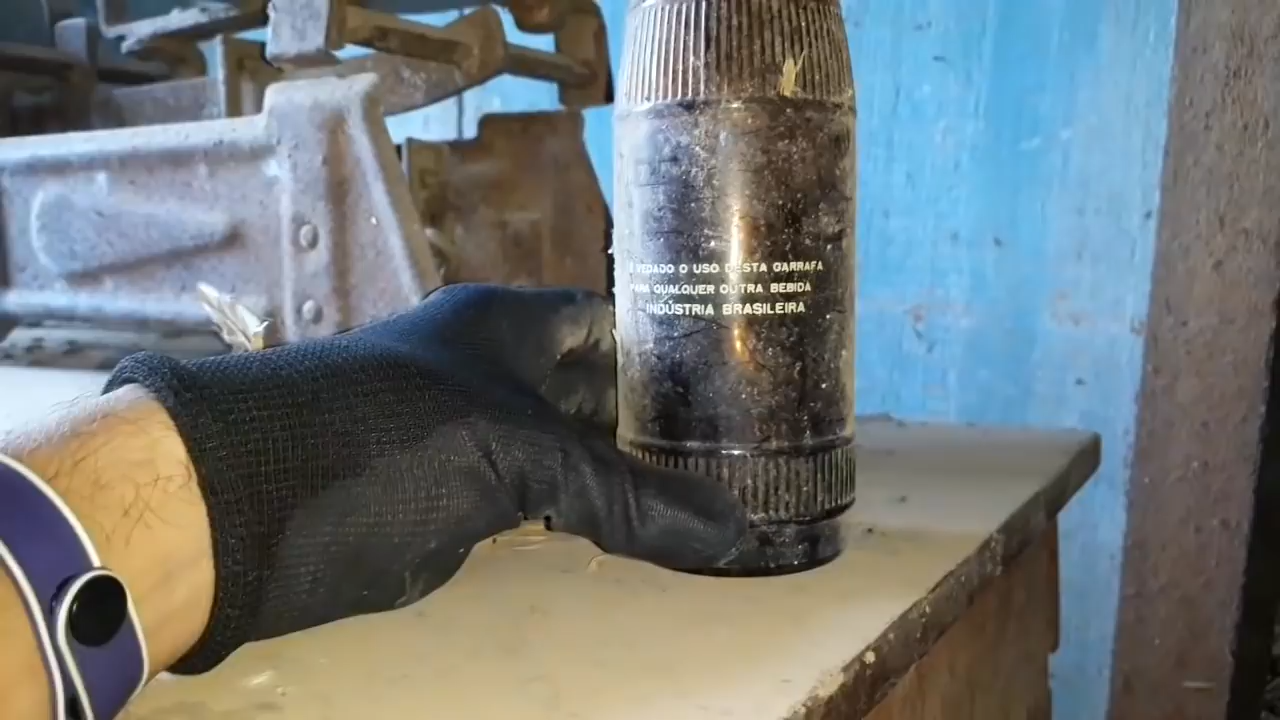 É VEDADO O USO DESTA GARRAFA
PARA QUALQUER OUTRA BEBIDA
INDÚSTRIA BRASILEIRA